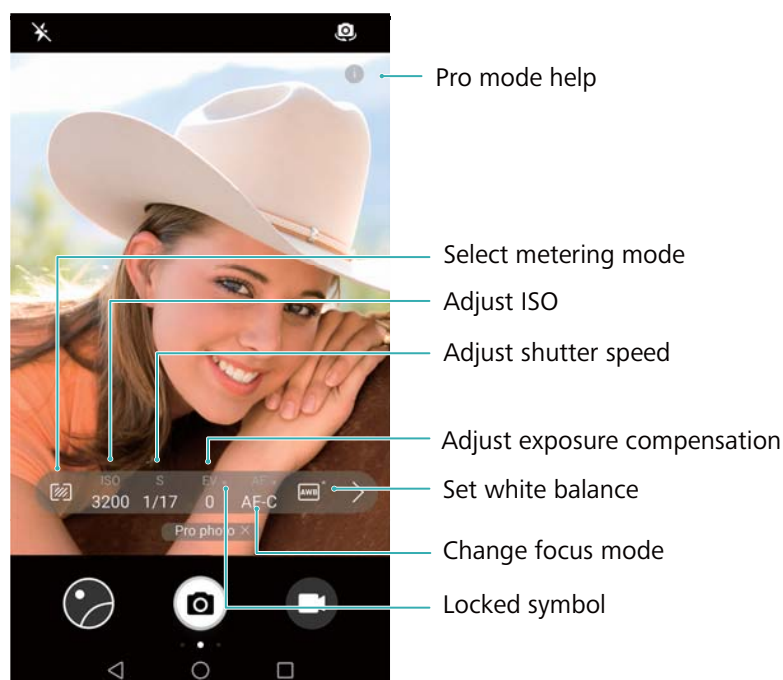 Pro mode help
Select metering mode
Adjust ISO
Adjust shutter speed
Adjust exposure compensation
Set white balance
Change focus mode
Locked symbol
ISO S EV AF
3200 1/17 0 AF-C AWB
Pro photo ×